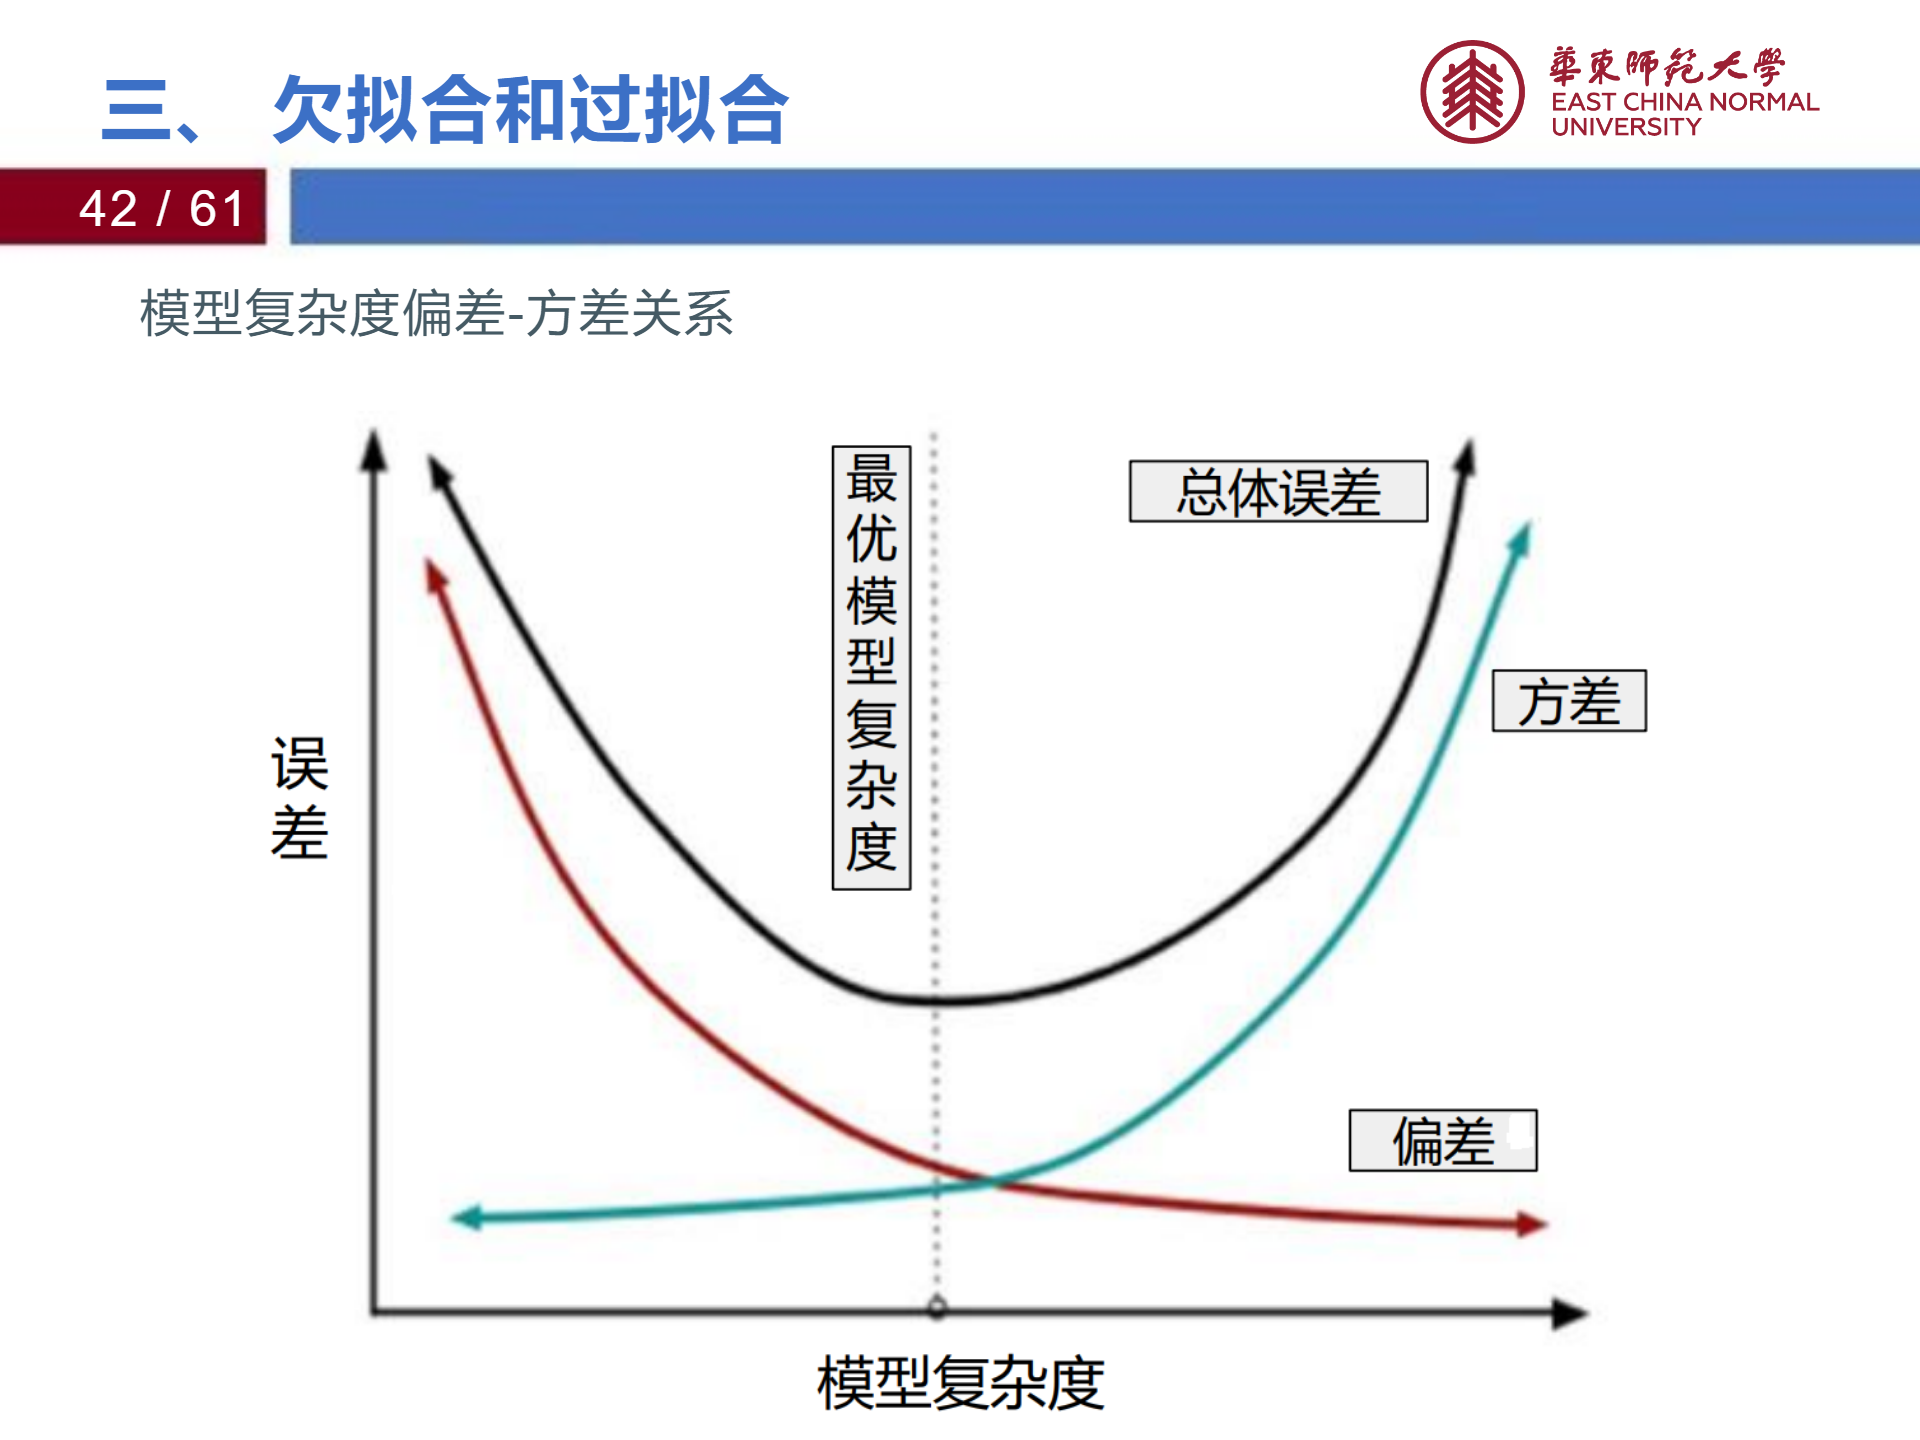 三、 欠拟合和过拟合
華東師範大學
EAST CHINA NORMAL
UNIVERSITY
42 / 61
模型复杂度偏差-方差关系
最优模型复杂度
总体误差
方差
误差
偏差
模型复杂度